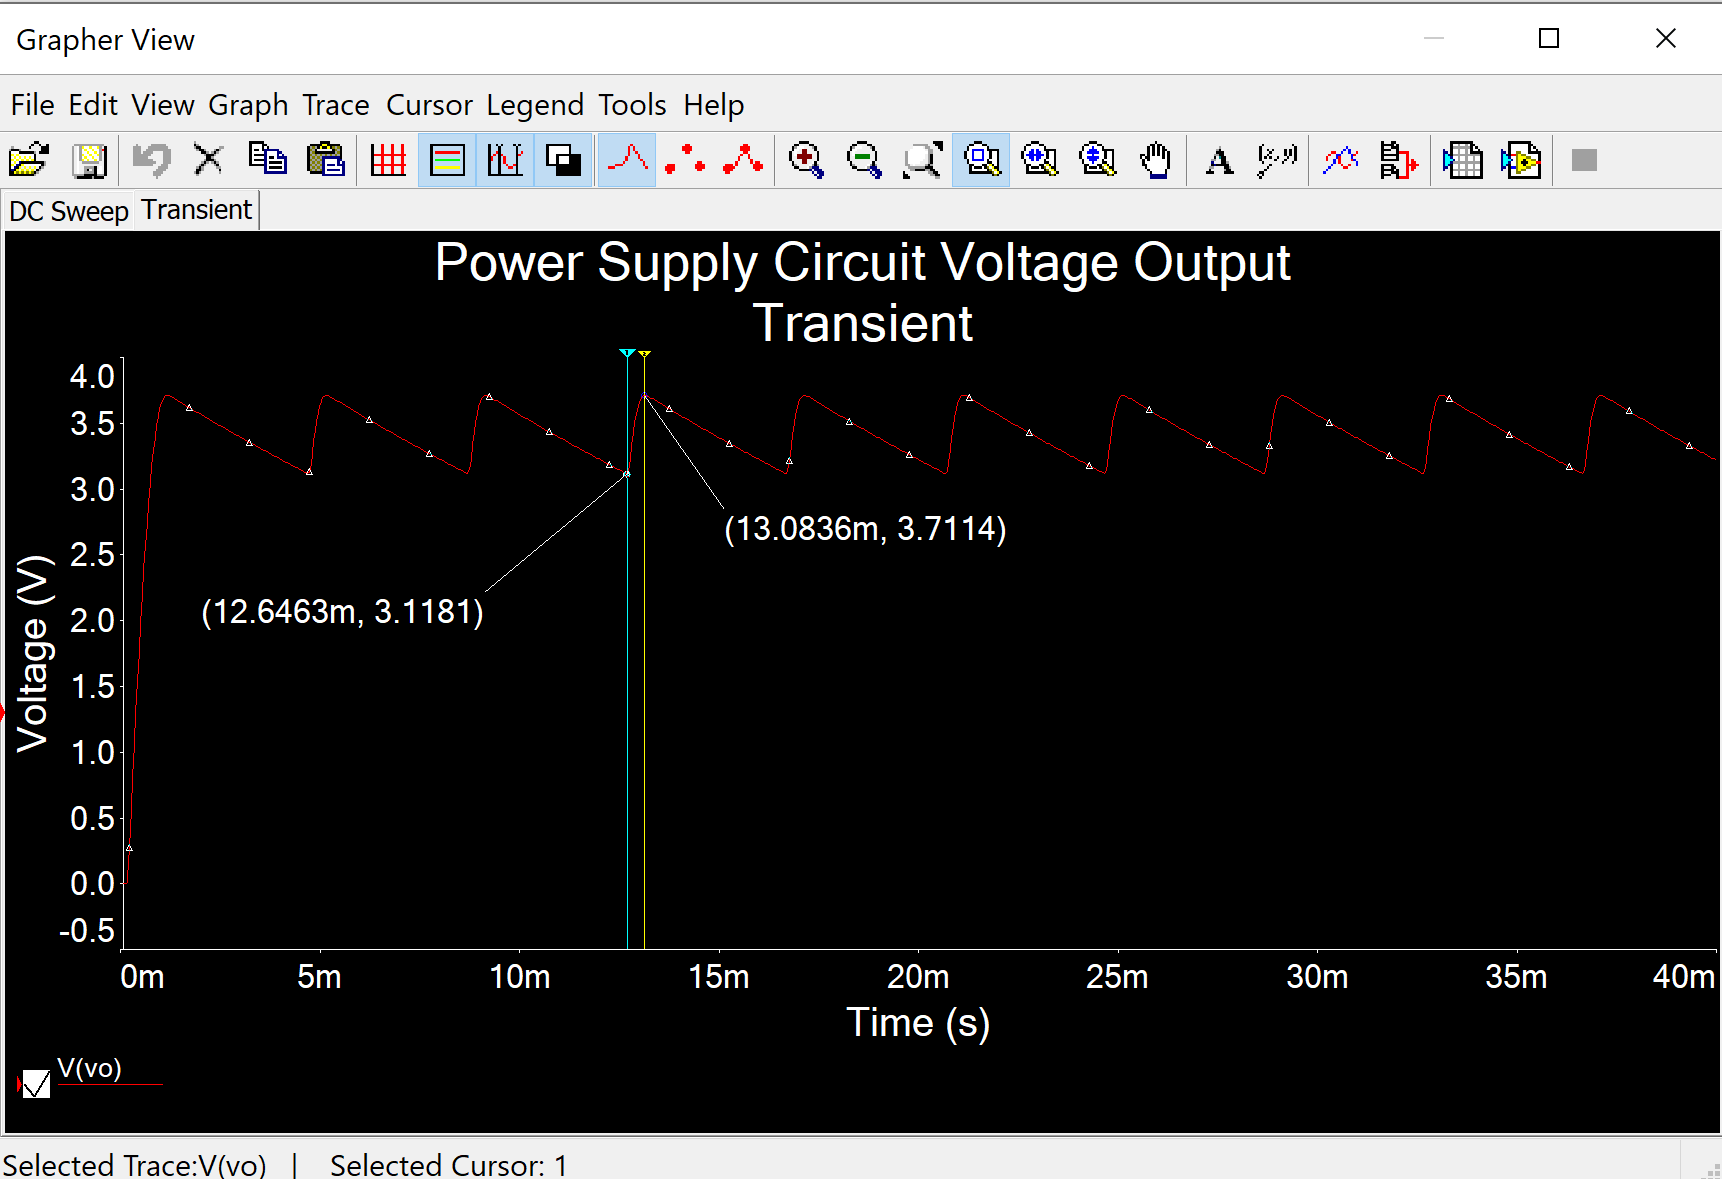 Grapher View
File Edit View Graph Trace Cursor Legend Tools Help
DC Sweep Transient
Power Supply Circuit Voltage Output
Transient
4.0
3.5
3.0
2.5
2.0
1.5
1.0
0.5
0.0
-0.5
Voltage (V)
(13.0836m, 3.7114)
(12.6463m, 3.1181)
0m 5m 10m 15m 20m 25m 30m 35m 40m
Time (s)
V(vo)
Selected Trace:V(vo) | Selected Cursor: 1